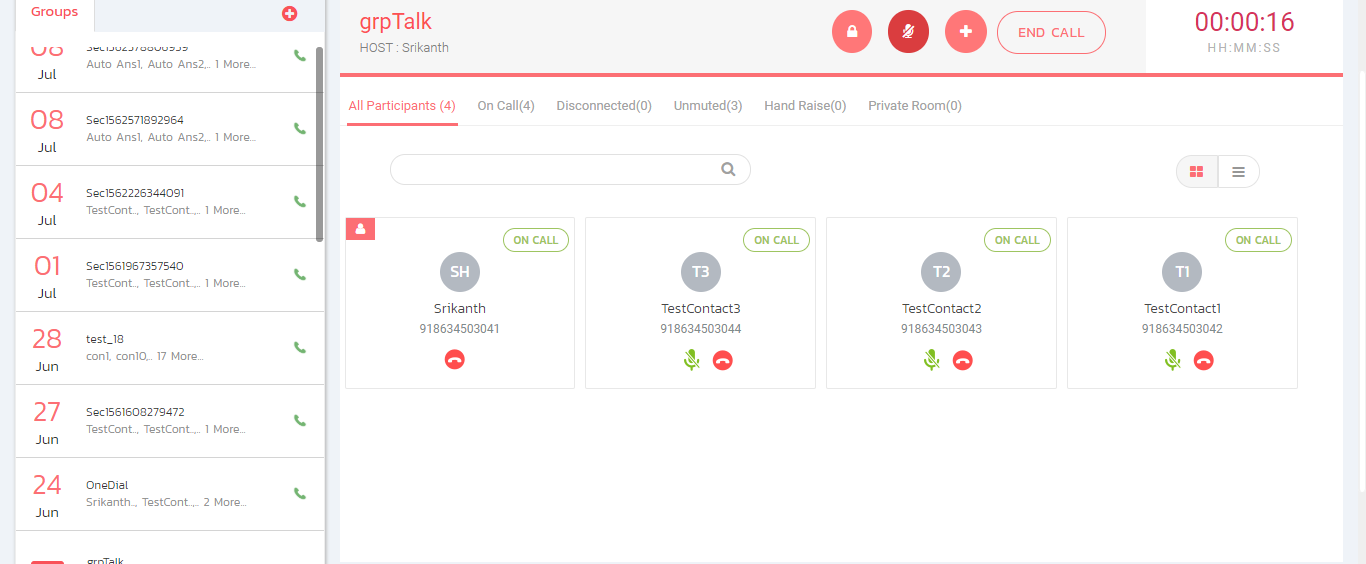 Groups
08
Jul
Auto Ans1, Auto Ans2,.. 1 More...
08
Jul
Sec1562571892964
Auto Ans1, Auto Ans2,.. 1 More...
04
Jul
Sec1562226344091
TestCont.., TestCont..,.. 1 More...
01
Jul
Sec1561967357540
TestCont.., TestCont..,.. 1 More...
28
Jun
test_18
con1, con10,.. 17 More...
27
Jun
Sec1561608279472
TestCont.., TestCont..,.. 1 More...
24
Jun
OneDial
Srikanth.., TestCont..,.. 2 More...
grpTalk
grpTalk
HOST : Srikanth
END CALL
00:00:16
HH:MM:SS
All Participants (4) On Call(4) Disconnected(0) Unmuted(3) Hand Raise(0) Private Room(0)
ON CALL
SH
Srikanth
918634503041
ON CALL
T3
TestContact3
918634503044
ON CALL
T2
TestContact2
918634503043
ON CALL
T1
TestContact1
918634503042